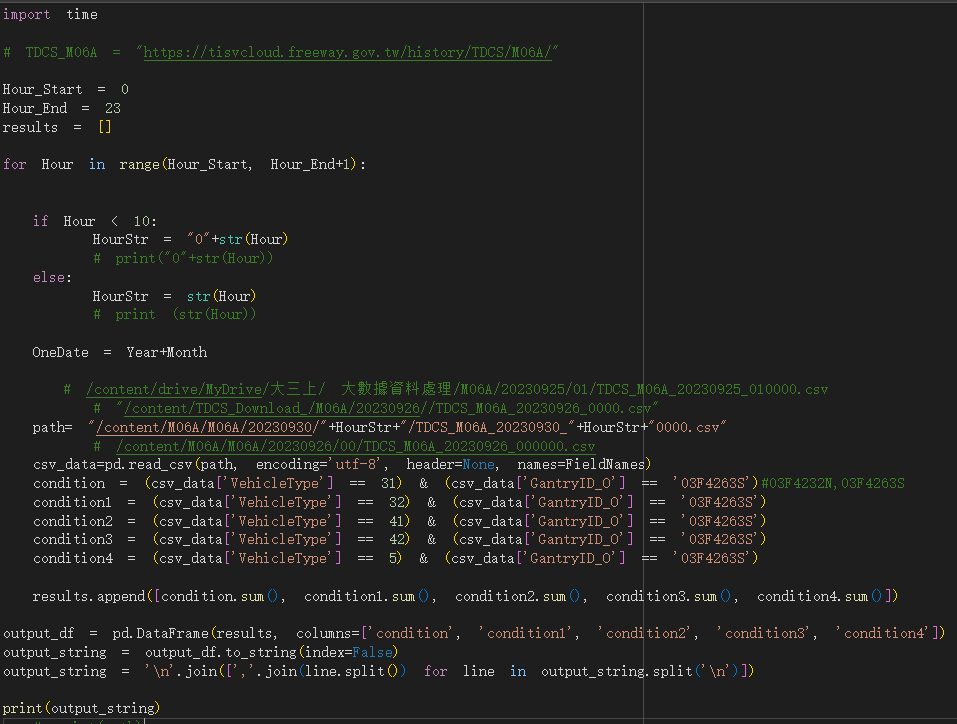 import time
# TDCS_M06A = "https://tisvcloud.freeway.gov.tw/history/TDCS/M06A/"
Hour_Start = 0
Hour_End = 23
results = []
for Hour in range(Hour_Start, Hour_End+1):
if Hour < 10:
HourStr = "0"+str(Hour)
# print("0"+str(Hour))
else:
HourStr = str(Hour)
# print (str(Hour))
OneDate = Year+Month
# /content/drive/MyDrive/大三上/ 大數據資料處理/M06A/20230925/01/TDCS_M06A_20230925_010000.csv
# "/content/TDCS_Download_/M06A/20230926//TDCS_M06A_20230926_0000.csv"
path= "/content/M06A/M06A/20230930/"+HourStr+"/TDCS_M06A_20230930_"+HourStr+"0000.csv"
# /content/M06A/M06A/20230926/00/TDCS_M06A_20230926_000000.csv
csv_data=pd.read_csv(path, encoding='utf-8', header=None, names=FieldNames)
condition = (csv_data['VehicleType'] == 31) & (csv_data['GantryID_O'] == '03F4263S')#03F4232N,03F4263S
condition1 = (csv_data['VehicleType'] == 32) & (csv_data['GantryID_O'] == '03F4263S')
condition2 = (csv_data['VehicleType'] == 41) & (csv_data['GantryID_O'] == '03F4263S')
condition3 = (csv_data['VehicleType'] == 42) & (csv_data['GantryID_O'] == '03F4263S')
condition4 = (csv_data['VehicleType'] == 5) & (csv_data['GantryID_O'] == '03F4263S')
results.append([condition.sum(), condition1.sum(), condition2.sum(), condition3.sum(), condition4.sum()])
output_df = pd.DataFrame(results, columns=['condition', 'condition1', 'condition2', 'condition3', 'condition4'])
output_string = output_df.to_string(index=False)
output_string = '\n'.join([','.join(line.split()) for line in output_string.split('\n')])
print(output_string)